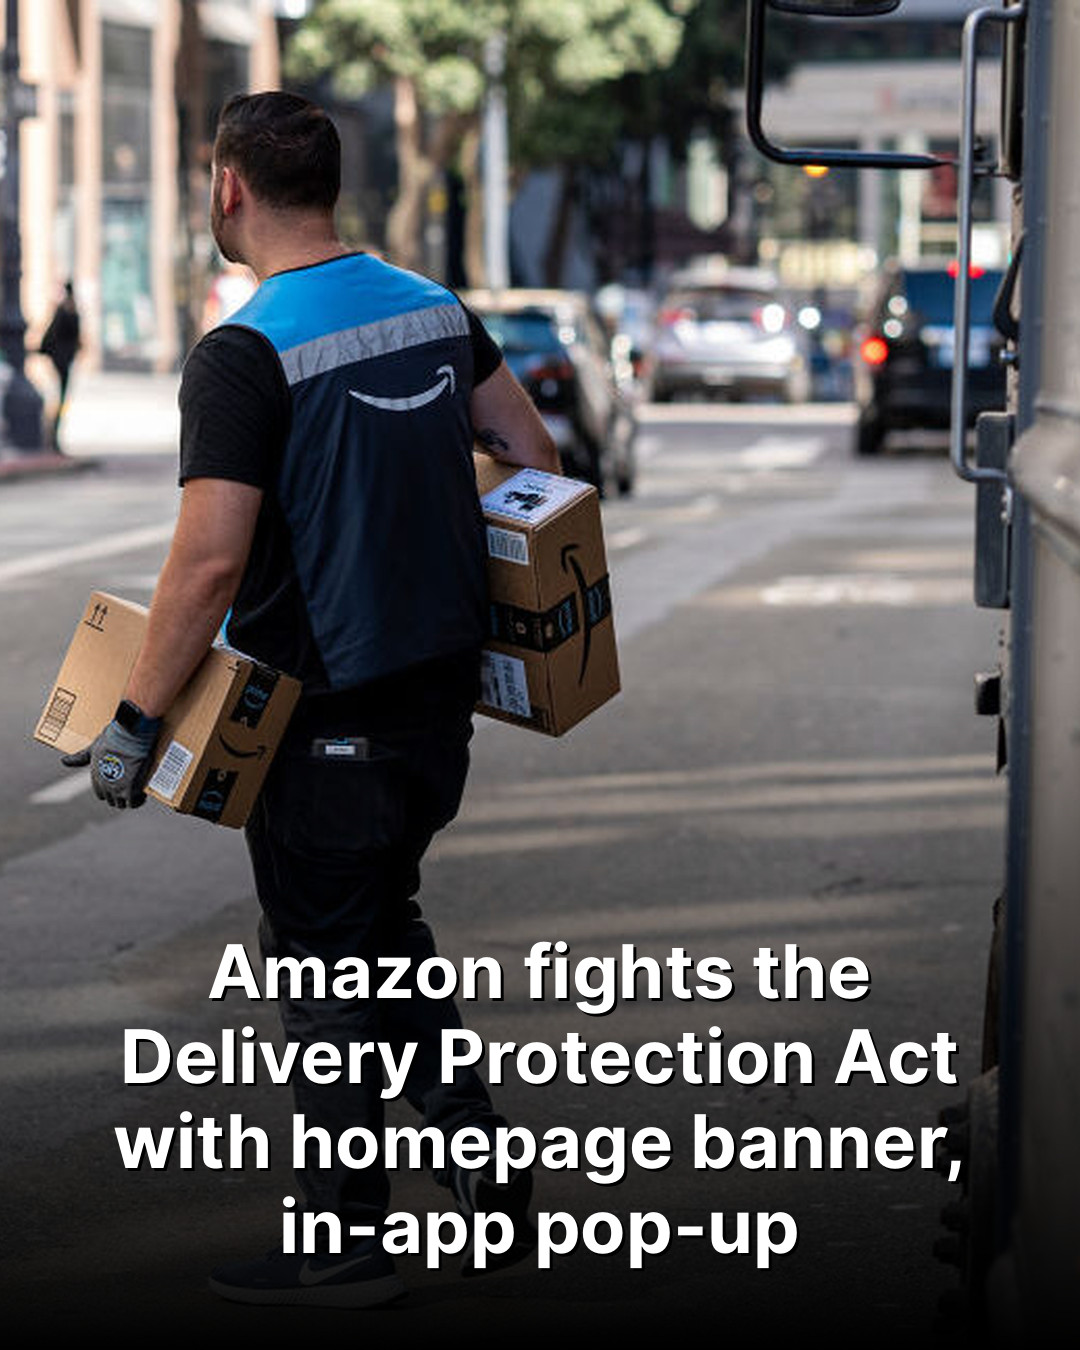 Amazon fights the
Delivery Protection Act
with homepage banner,
in-app pop-up